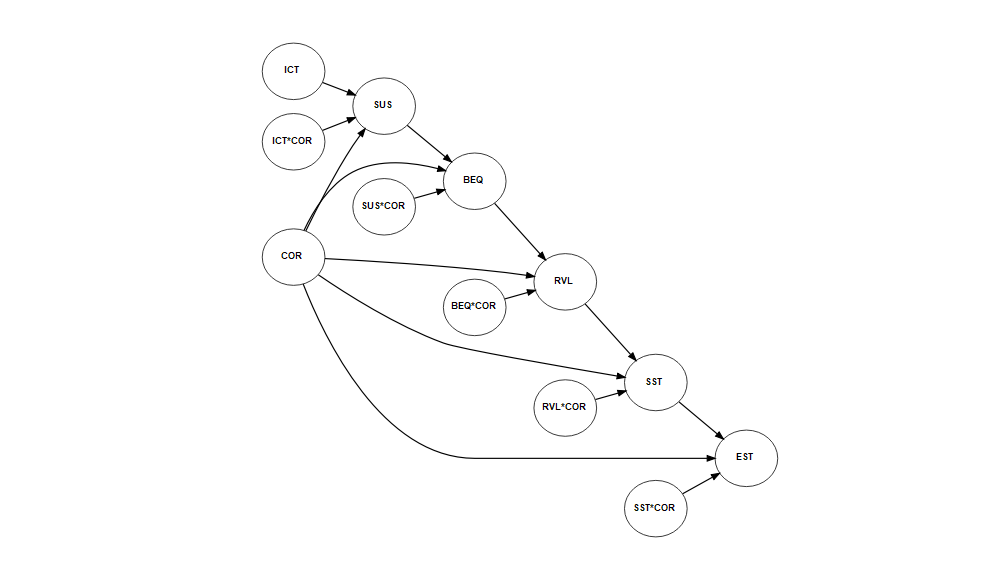 ICT
SUS
ICT*COR
BEQ
SUS*COR
COR
RVL
BEQ*COR
SST
RVL*COR
EST
SST*COR